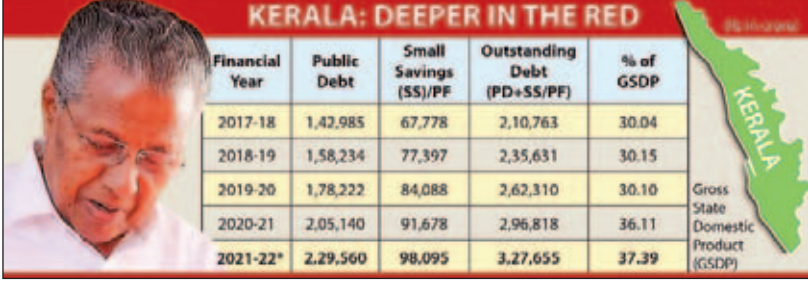 KERALA: DEEPER IN THE RED
Financial Year Public Debt Small Savings (SS)/PF Outstanding Debt (PD+SS/PF) % of GSDP
2017-18 1,42,985 67,778 2,10,763 30.04
2018-19 1,58,234 77,397 2,35,631 30.15
2019-20 1,78,222 84,088 2,62,310 30.10
2020-21 2,05,140 91,678 2,96,818 36.11
2021-22* 2,29,560 98,095 3,27,655 37.39
KERALA
Gross
State
Domestic
Product
(GSDP)